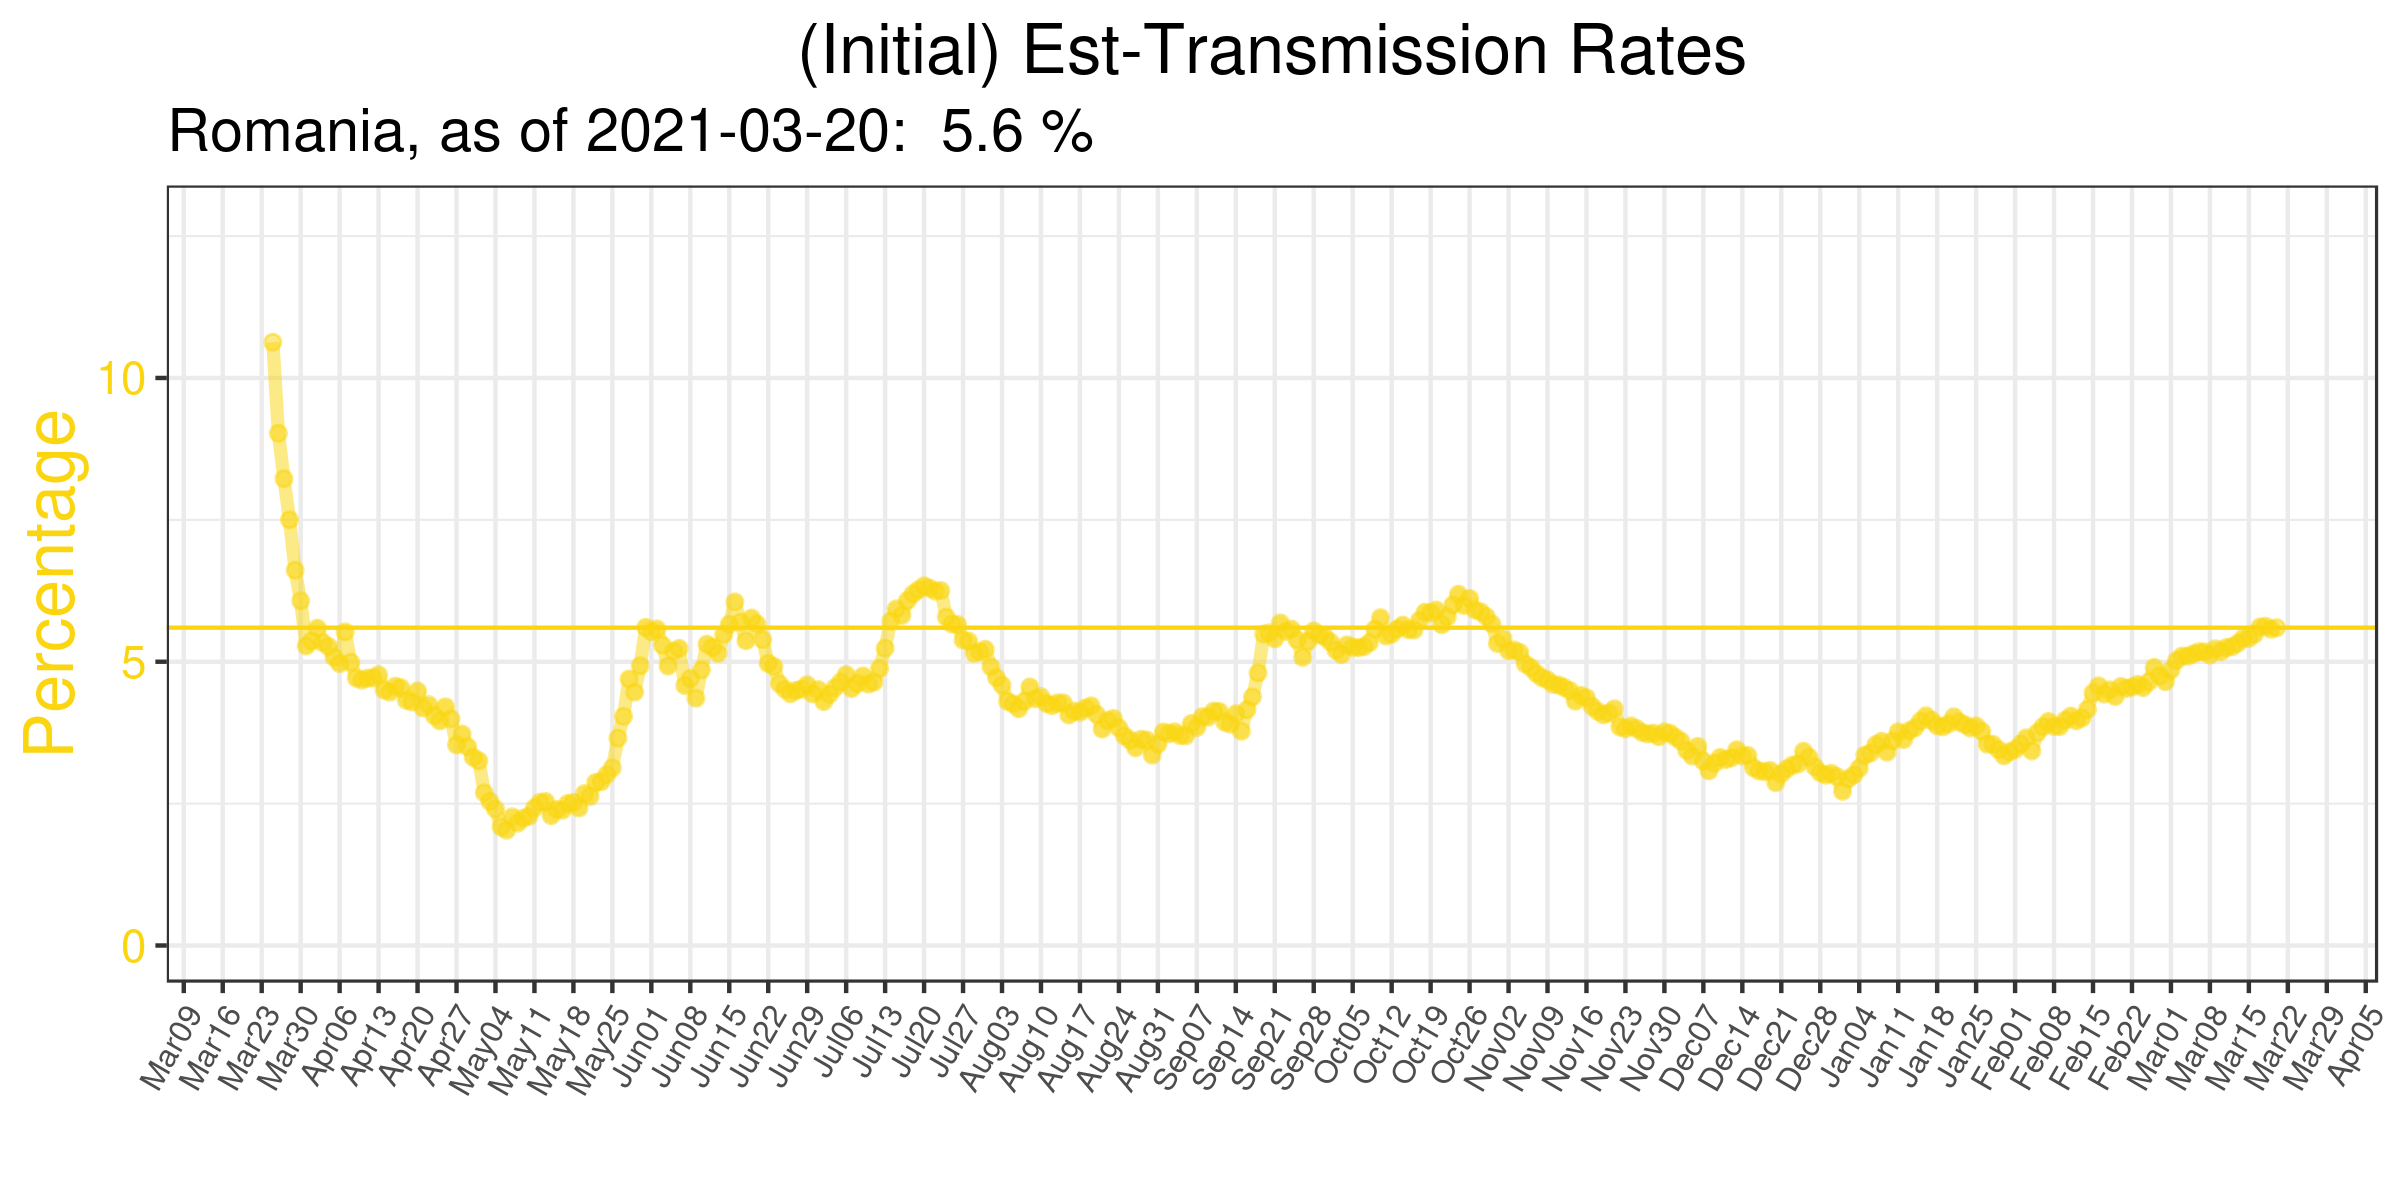 (Initial) Est-Transmission Rates
Romania, as of 2021-03-20: 5.6 %
Percentage
10
5
0
Mar09
Mar16
Mar23
Mar30
Apr06
Apr13
Apr20
Apr27
May04
May11
May18
May25
Jun01
Jun08
Jun15
Jun22
Jun29
Jul06
Jul13
Jul20
Jul27
Aug03
Aug10
Aug17
Aug24
Aug31
Sep07
Sep14
Sep21
Sep28
Oct05
Oct12
Oct19
Oct26
Nov02
Nov09
Nov16
Nov23
Nov30
Dec07
Dec14
Dec21
Dec28
Jan04
Jan11
Jan18
Jan25
Feb01
Feb08
Feb15
Feb22
Mar01
Mar08
Mar15
Mar22
Mar29
Apr05